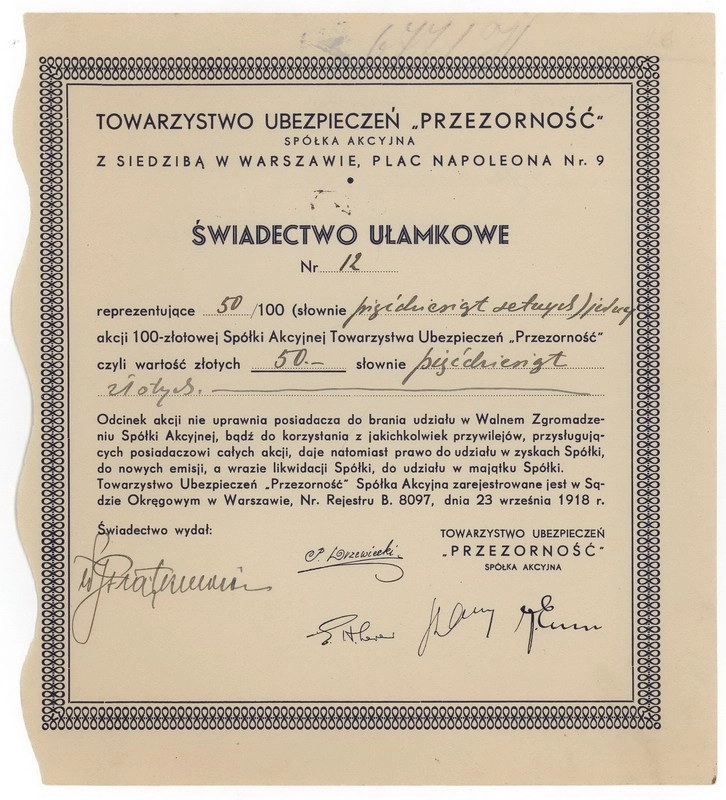 TOWARZYSTWO UBEZPIECZEŃ „PRZEZORNOŚĆ"
SPÓŁKA AKCYJNA
Z SIEDZIBĄ W WARSZAWIE, PLAC NAPOLEONA Nr. 9
ŚWIADECTWO UŁAMKOWE
Nr 12
reprezentujące 50/100 (słownie pięćdziesiąt setnych) jednej
akcji 100-złotowej Spółki Akcyjnej Towarzystwa Ubezpieczeń „Przezorność"
czyli wartość złotych 50.— słownie pięćdziesiąt
złotych.
Odcinek akcji nie uprawnia posiadacza do brania udziału w Walnem Zgromadze-
niu Spółki Akcyjnej, bądź do korzystania z jakichkolwiek przywilejów, przysługują-
cych posiadaczowi całych akcji, daje natomiast prawo do udziału w zyskach Spółki,
do nowych emisji, a wrazie likwidacji Spółki, do udziału w majątku Spółki.
Towarzystwo Ubezpieczeń „Przezorność" Spółka Akcyjna zarejestrowane jest w Są-
dzie Okręgowym w Warszawie, Nr. Rejestru B. 8097, dnia 23 września 1918 r.
Świadectwo wydał:
TOWARZYSTWO UBEZPIECZEŃ
„PRZEZORNOŚĆ"
SPÓŁKA AKCYJNA
P. Drzewiecki